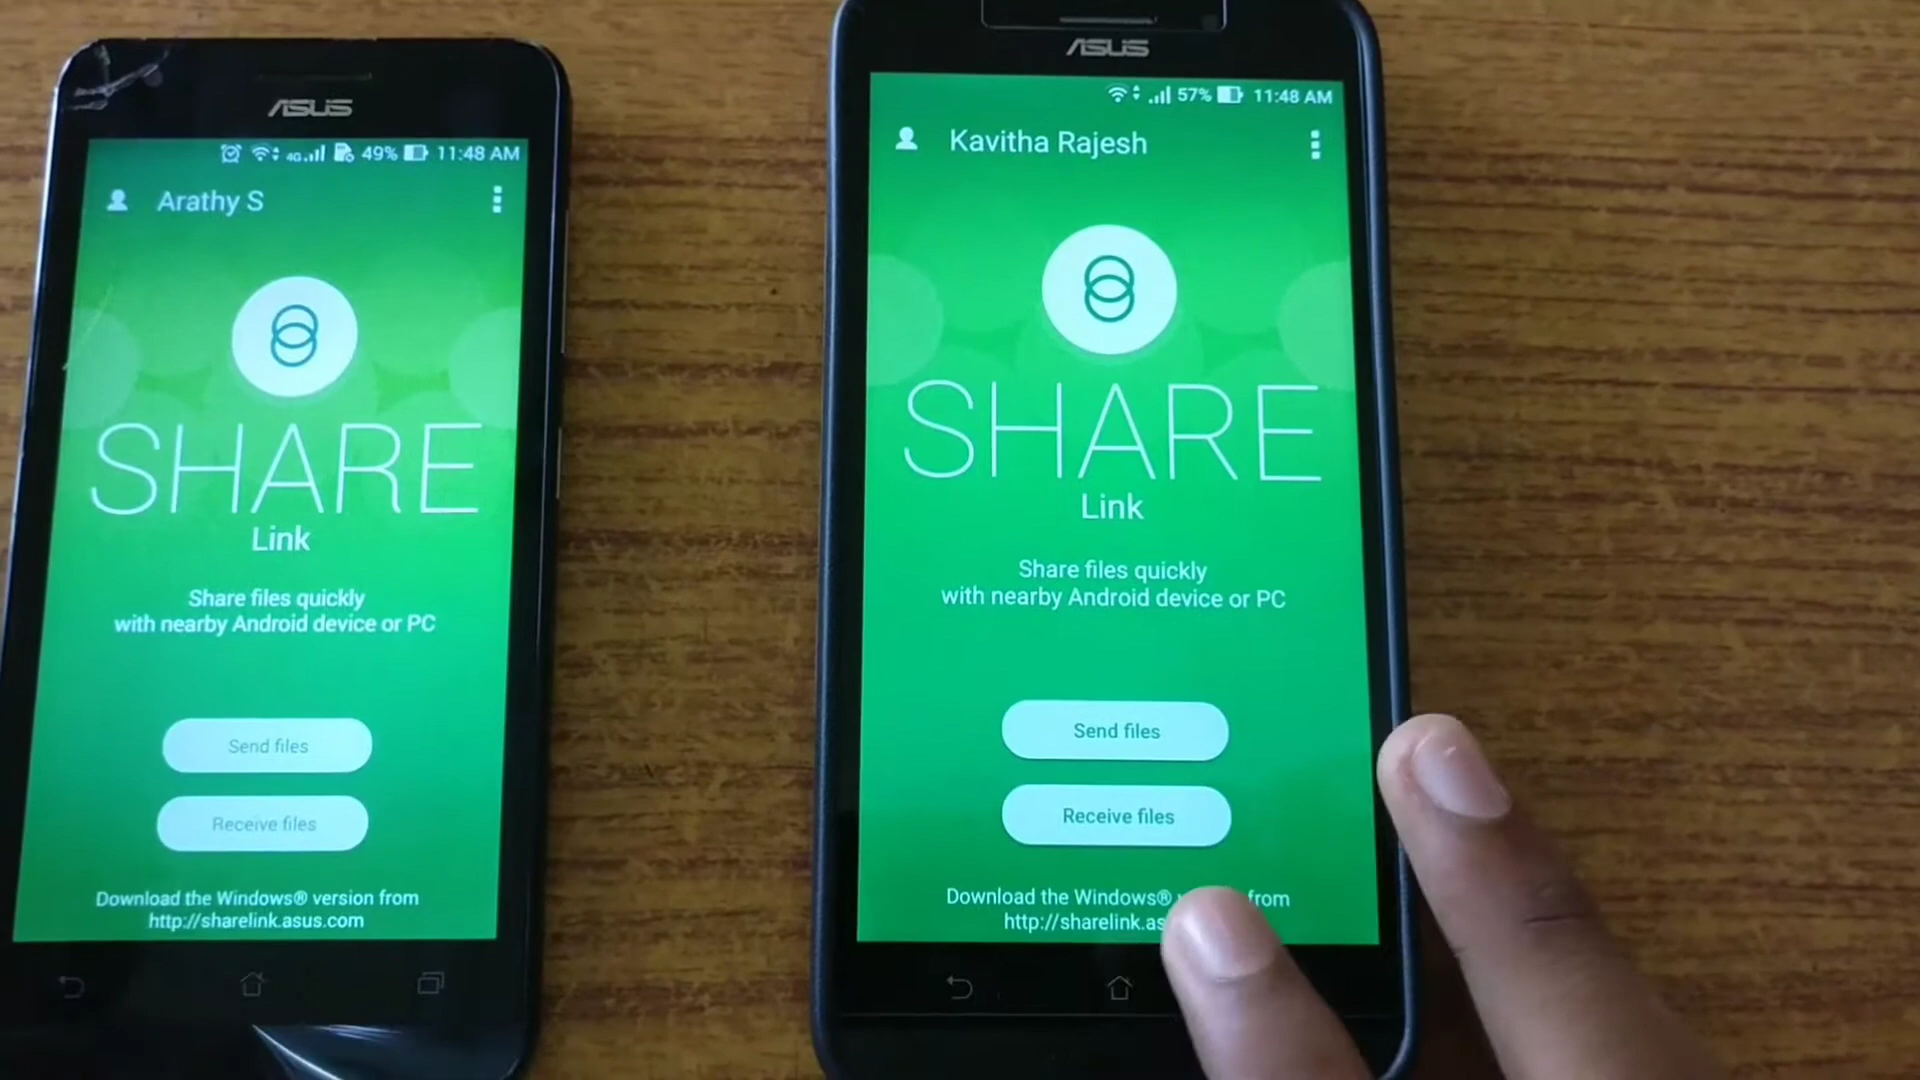 ASUS
4G 49% 11:48 AM
Arathy S
SHARE
Link
Share files quickly
with nearby Android device or PC
Send files
Receive files
Download the Windows® version from
http://sharelink.asus.com
ASUS
57% 11:48 AM
Kavitha Rajesh
SHARE
Link
Share files quickly
with nearby Android device or PC
Send files
Receive files
Download the Windows® from
http://sharelink.as